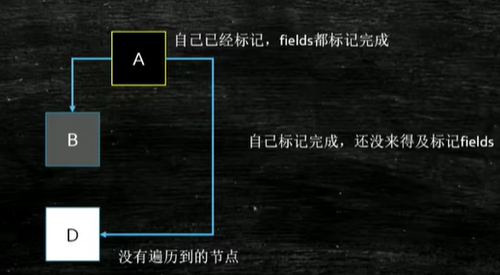 自己已经标记，fields都标记完成
A
B
自己标记完成，还没来得及标记fields
D
没有遍历到的节点